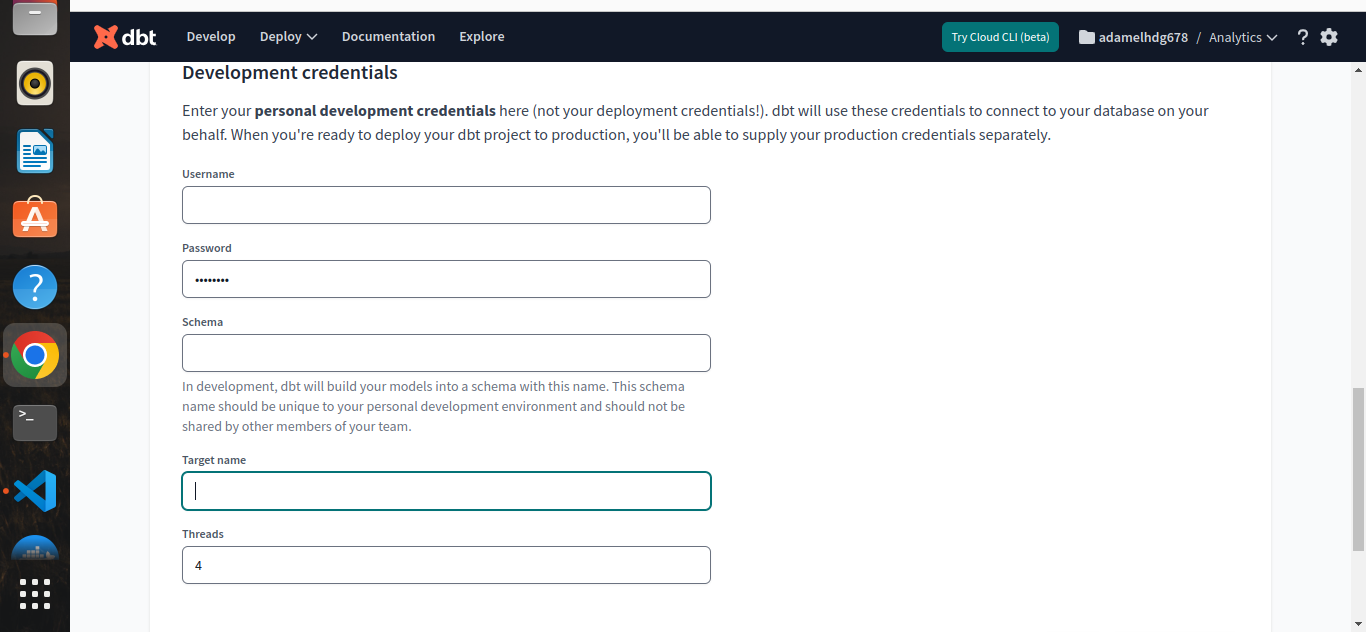 dbt Develop Deploy Documentation Explore Try Cloud CLI (beta) adamelhdg678 / Analytics ?
Development credentials
Enter your personal development credentials here (not your deployment credentials!). dbt will use these credentials to connect to your database on your
behalf. When you're ready to deploy your dbt project to production, you'll be able to supply your production credentials separately.
Username
Password
••••••••
Schema
In development, dbt will build your models into a schema with this name. This schema
name should be unique to your personal development environment and should not be
shared by other members of your team.
Target name
Threads
4